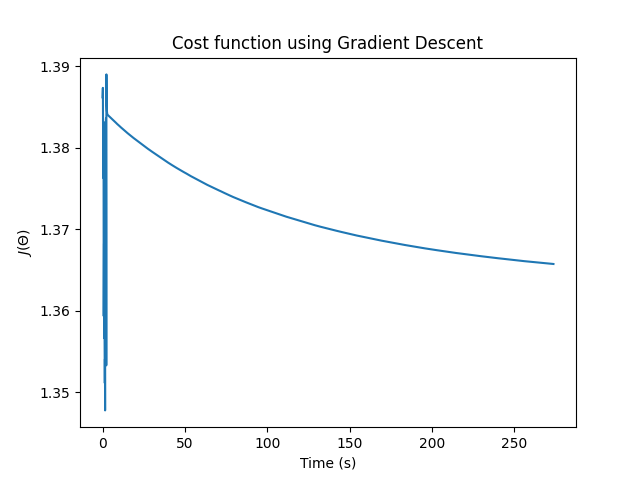 Cost function using Gradient Descent
1.39
1.38
1.37
1.36
1.35
J(Θ)
0 50 100 150 200 250
Time (s)